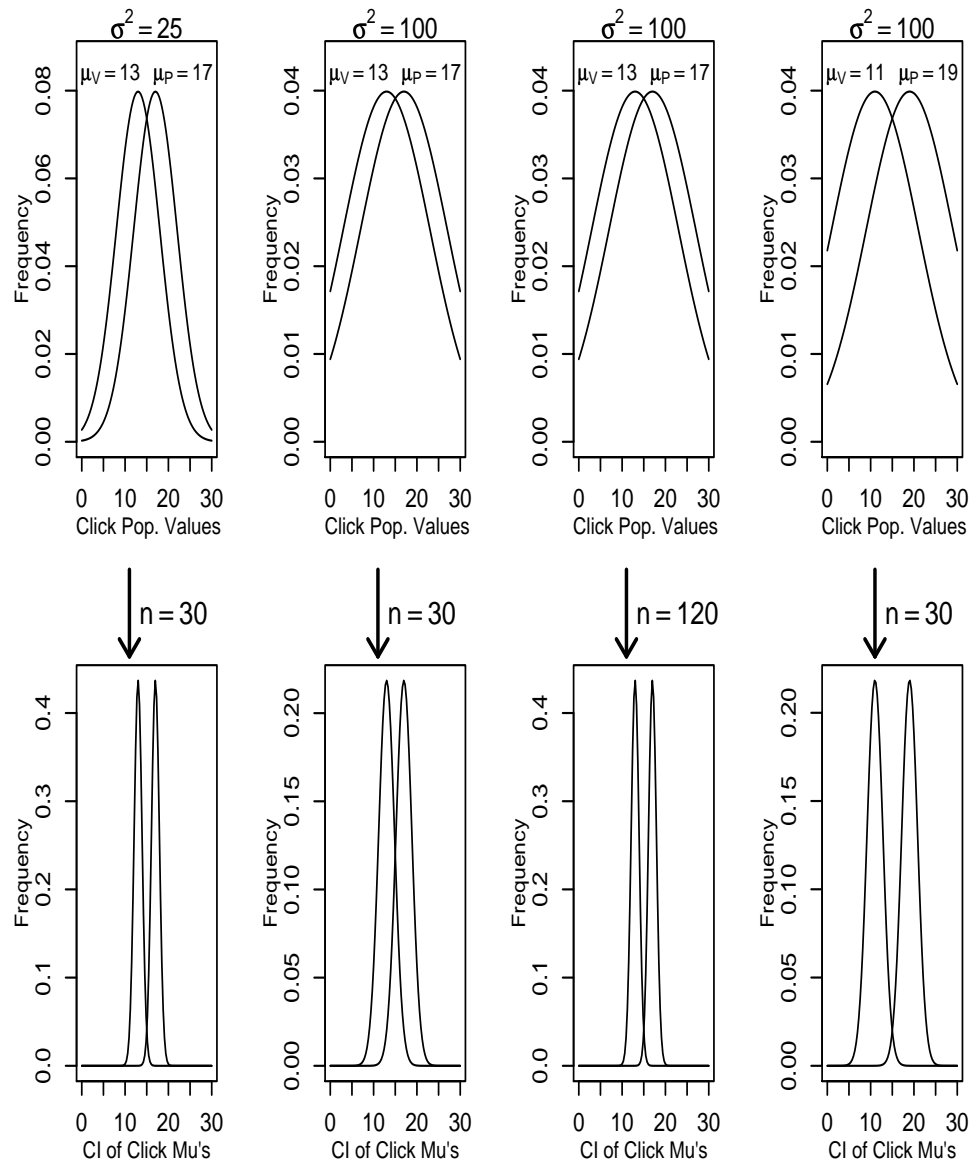 σ² = 25
μV = 13 μP = 17
Frequency
0.00 0.02 0.04 0.06 0.08
0 10 20 30
Click Pop. Values
σ² = 100
μV = 13 μP = 17
Frequency
0.00 0.01 0.02 0.03 0.04
0 10 20 30
Click Pop. Values
σ² = 100
μV = 13 μP = 17
Frequency
0.00 0.01 0.02 0.03 0.04
0 10 20 30
Click Pop. Values
σ² = 100
μV = 11 μP = 19
Frequency
0.00 0.01 0.02 0.03 0.04
0 10 20 30
Click Pop. Values
n = 30
Frequency
0.0 0.1 0.2 0.3 0.4
0 10 20 30
CI of Click Mu's
n = 30
Frequency
0.00 0.05 0.10 0.15 0.20
0 10 20 30
CI of Click Mu's
n = 120
Frequency
0.0 0.1 0.2 0.3 0.4
0 10 20 30
CI of Click Mu's
n = 30
Frequency
0.00 0.05 0.10 0.15 0.20
0 10 20 30
CI of Click Mu's